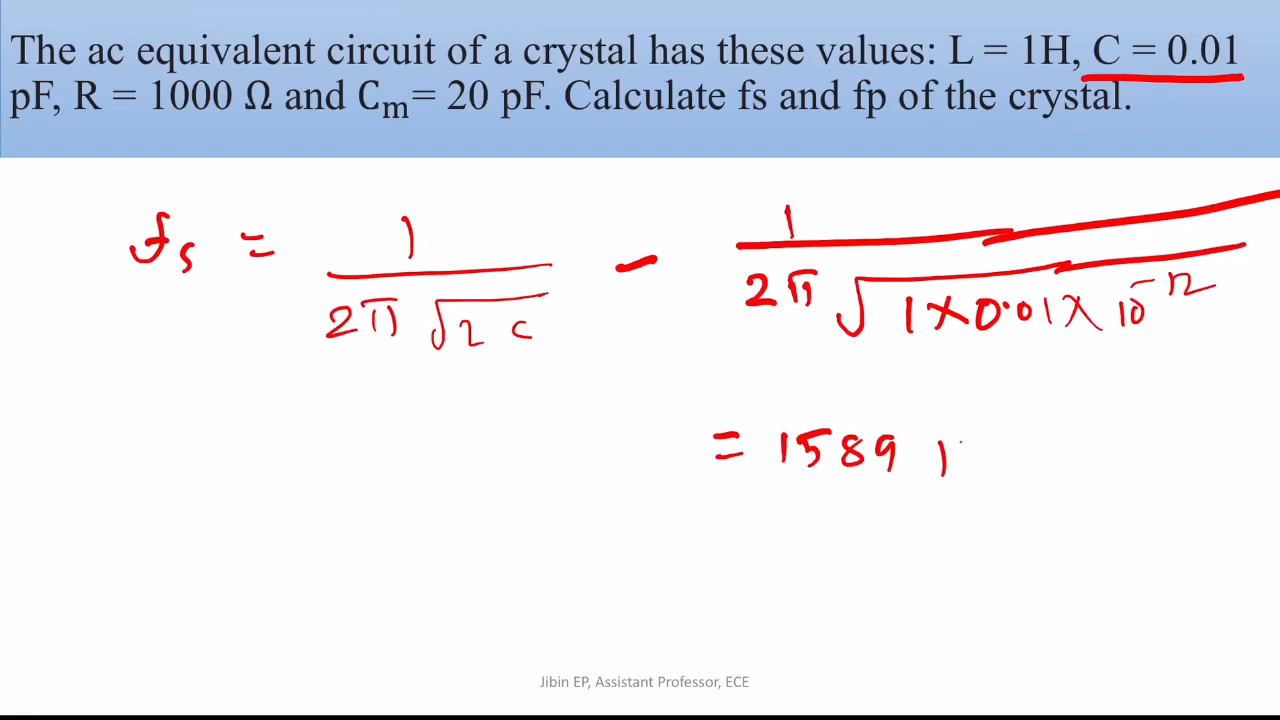 The ac equivalent circuit of a crystal has these values: L = 1H, C = 0.01
pF, R = 1000 Ω and Cₘ= 20 pF. Calculate fs and fp of the crystal.
fs = 1 / 2π √2 C - 1 / 2π √1×0.01×10⁻¹²
= 1589
Jibin EP, Assistant Professor, ECE